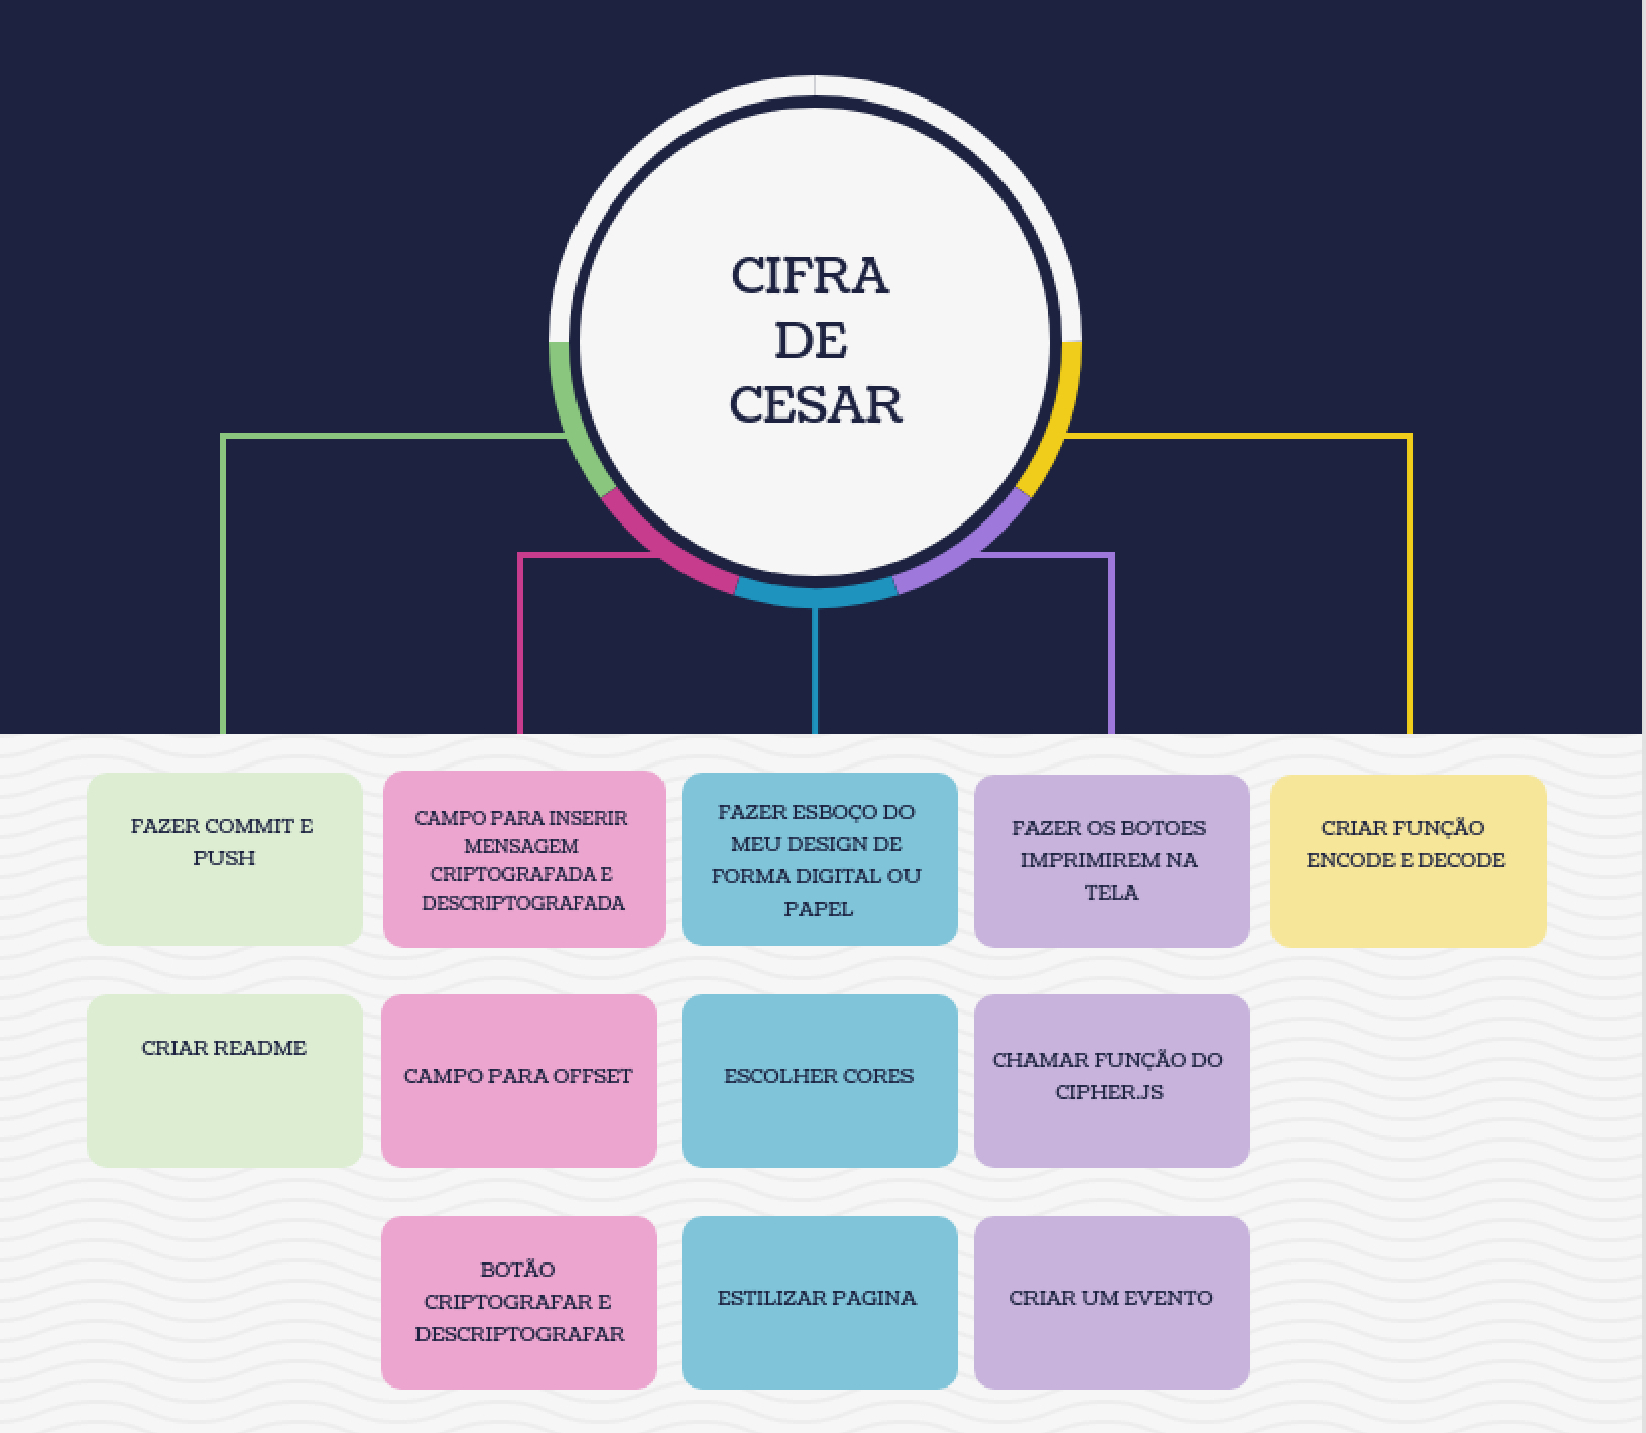 CIFRA
DE
CESAR
FAZER COMMIT E
PUSH
CAMPO PARA INSERIR
MENSAGEM
CRIPTOGRAFADA E
DESCRIPTOGRAFADA
FAZER ESBOÇO DO
MEU DESIGN DE
FORMA DIGITAL OU
PAPEL
FAZER OS BOTOES
IMPRIMIREM NA
TELA
CRIAR FUNÇÃO
ENCODE E DECODE
CRIAR README
CAMPO PARA OFFSET
ESCOLHER CORES
CHAMAR FUNÇÃO DO
CIPHER.JS
BOTÃO
CRIPTOGRAFAR E
DESCRIPTOGRAFAR
ESTILIZAR PAGINA
CRIAR UM EVENTO